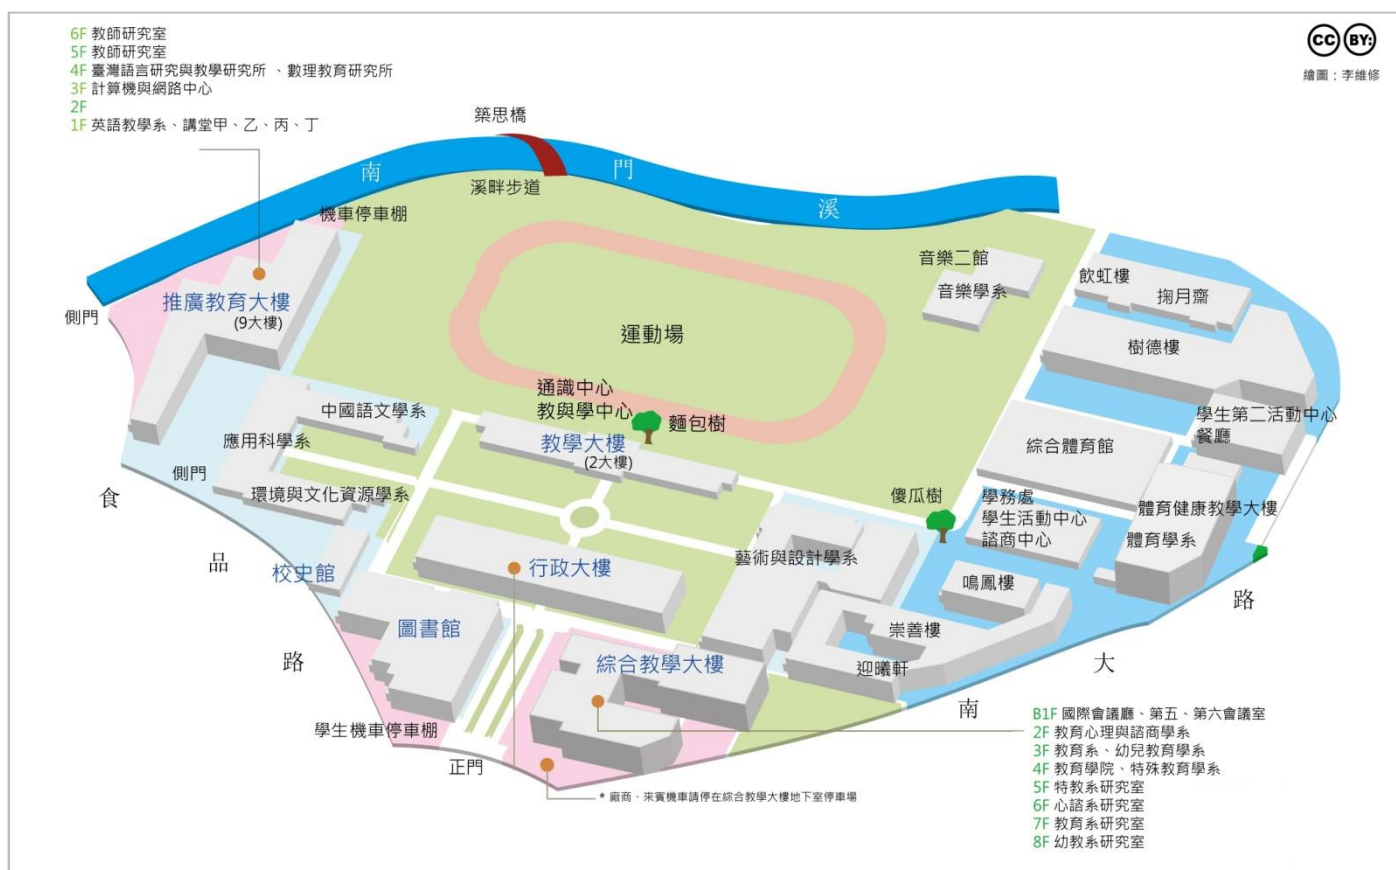 6F 教師研究室
5F 教師研究室
4F 臺灣語言研究與教學研究所 、數理教育研究所
3F 計算機與網路中心
2F
1F 英語教學系、講堂甲、乙、丙、丁
CC BY:
繪圖：李維修
築思橋
南門溪
溪畔步道
機車停車棚
推廣教育大樓
(9大樓)
側門
音樂二館
音樂學系
飲虹樓
掬月齋
樹德樓
運動場
通識中心
教與學中心
麵包樹
教學大樓
(2大樓)
中國語文學系
應用科學系
側門
環境與文化資源學系
學生第二活動中心
餐廳
綜合體育館
體育健康教學大樓
體育學系
傻瓜樹
學務處
學生活動中心
諮商中心
藝術與設計學系
行政大樓
校史館
圖書館
鳴鳳樓
崇善樓
迎曦軒
綜合教學大樓
學生機車停車棚
正門
食品路
南大路
* 廠商、來賓機車請停在綜合教學大樓地下室停車場
B1F 國際會議廳、第五、第六會議室
2F 教育心理與諮商學系
3F 教育系、幼兒教育學系
4F 教育學院、特殊教育學系
5F 特教系研究室
6F 心諮系研究室
7F 教育系研究室
8F 幼教系研究室